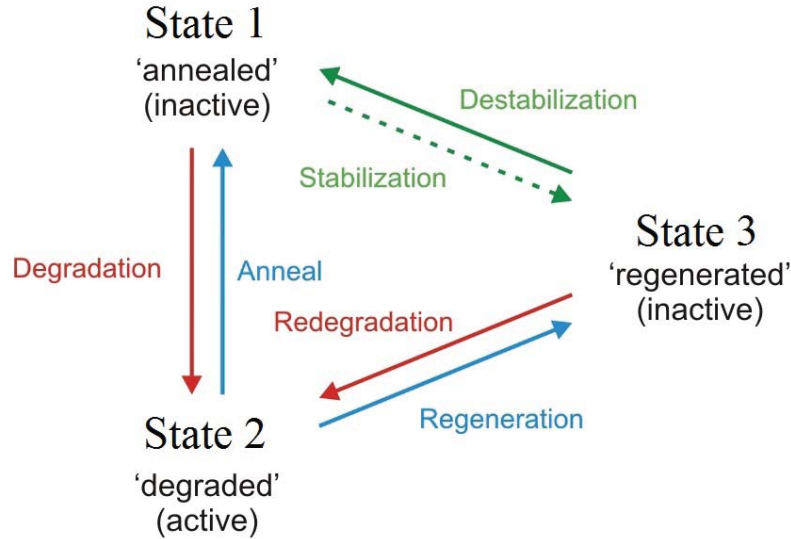 State 1
‘annealed’
(inactive)
Destabilization
Stabilization
State 3
‘regenerated’
(inactive)
Degradation
Anneal
Redegradation
Regeneration
State 2
‘degraded’
(active)